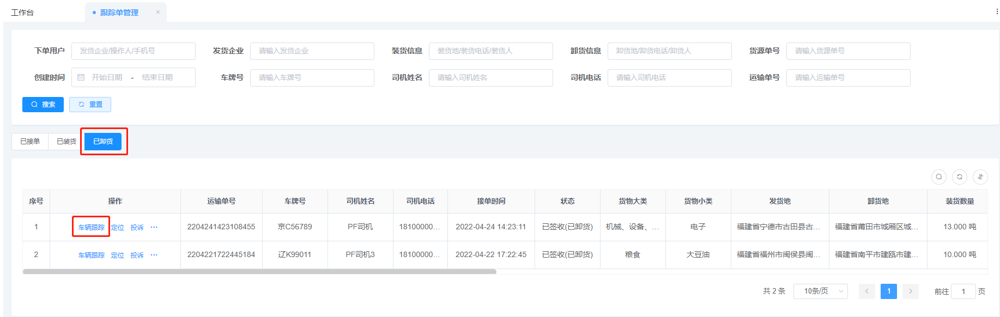 工作台 跟踪单管理
下单用户 发货企业/操作人/手机号 发货企业 请输入发货企业 装货信息 装货地/装货电话/装货人 卸货信息 卸货地/卸货电话/卸货人 货源单号 请输入货源单号
创建时间 开始日期 - 结束日期 车牌号 请输入车牌号 司机姓名 请输入司机姓名 司机电话 请输入司机电话 运输单号 请输入运输单号
搜索 重置
已接单 已装货 已卸货
序号 操作 运输单号 车牌号 司机姓名 司机电话 接单时间 状态 货物大类 货物小类 发货地 卸货地 装货数量
1 车辆跟踪 定位 投诉 ··· 2204241423108455 京C56789 PF司机 18100000... 2022-04-24 14:23:11 已签收(已卸货) 机械、设备、... 电子 福建省宁德市古田县古... 福建省莆田市城厢区城... 13.000 吨
2 车辆跟踪 定位 投诉 ··· 2204221722445184 辽K99011 PF司机3 18100000... 2022-04-22 17:22:45 已签收(已卸货) 粮食 大豆油 福建省福州市闽侯县闽... 福建省南平市建瓯市建... 10.000 吨
共 2 条 10条/页 1 前往 1 页